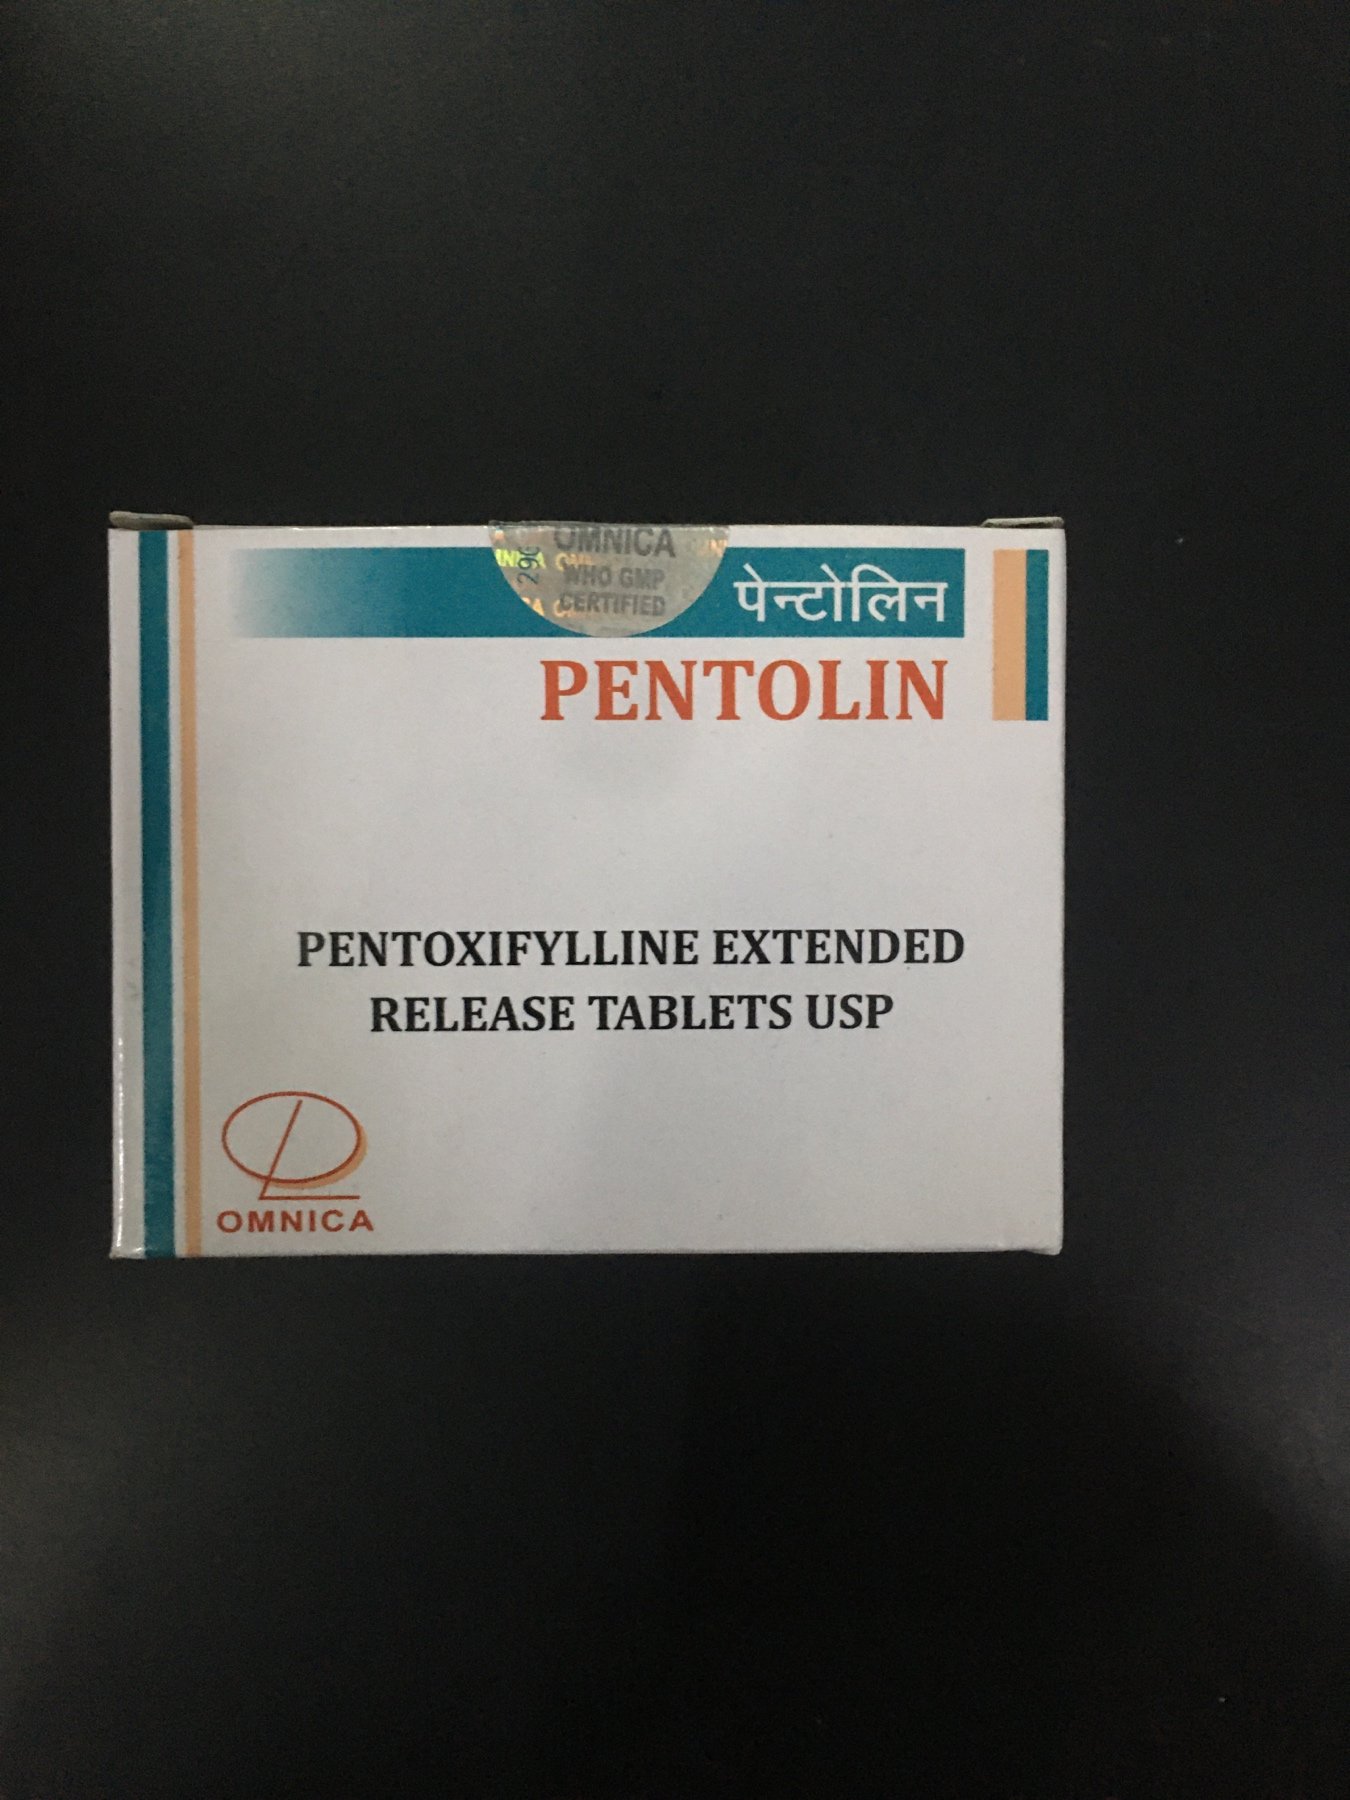 OMNICA
WHO GMP
CERTIFIED
पेन्टोलिन
PENTOLIN
PENTOXIFYLLINE EXTENDED
RELEASE TABLETS USP
OMNICA